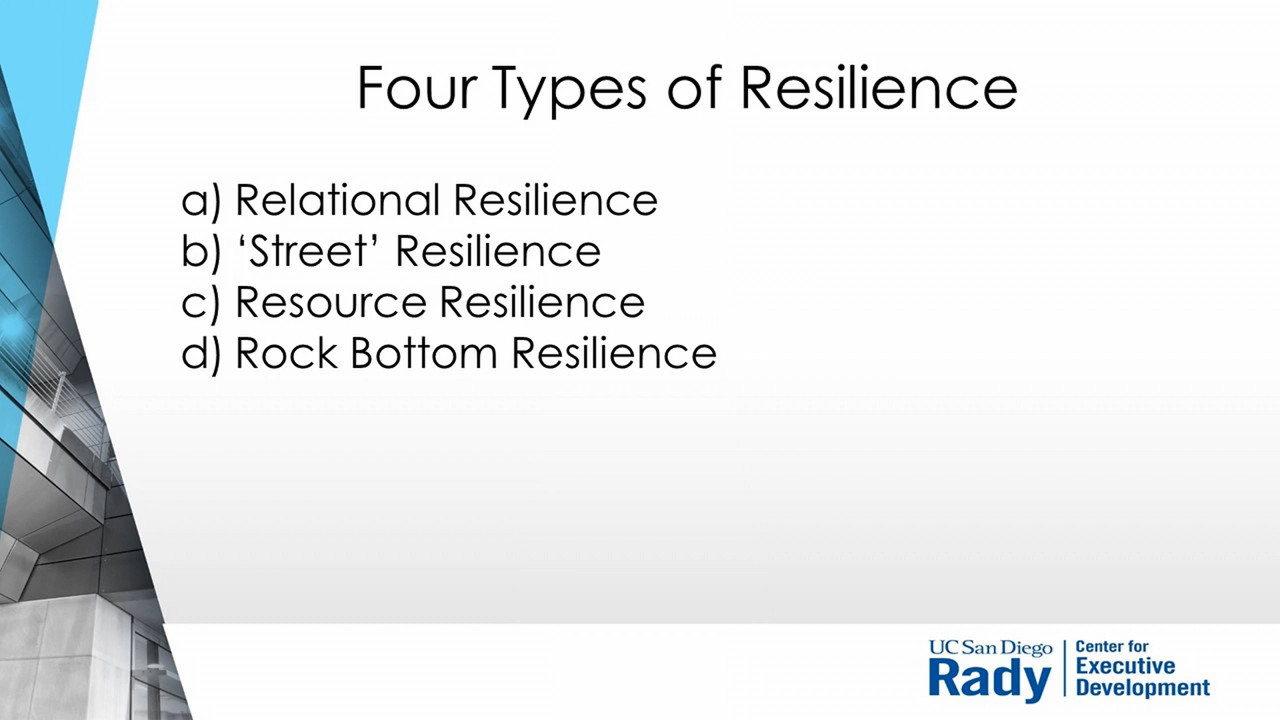 Four Types of Resilience
a) Relational Resilience
b) ‘Street’ Resilience
c) Resource Resilience
d) Rock Bottom Resilience
UC San Diego
Rady
Center for
Executive
Development